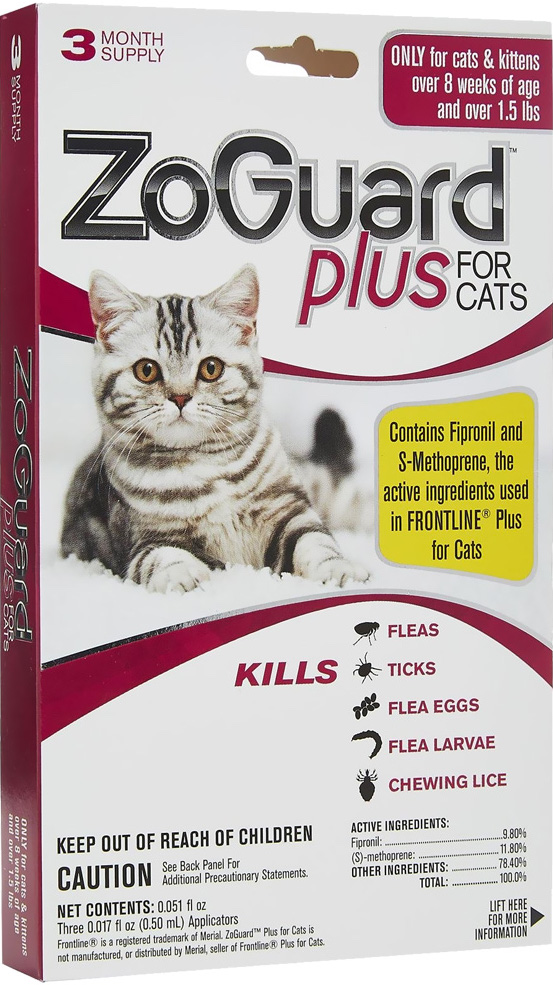 3 MONTH
SUPPLY
ONLY for cats & kittens
over 8 weeks of age
and over 1.5 lbs
ZoGuard™
plus FOR
CATS
Contains Fipronil and
S-Methoprene, the
active ingredients used
in FRONTLINE® Plus
for Cats
KILLS
FLEAS
TICKS
FLEA EGGS
FLEA LARVAE
CHEWING LICE
KEEP OUT OF REACH OF CHILDREN
CAUTION See Back Panel For
Additional Precautionary Statements.
NET CONTENTS: 0.051 fl oz
Three 0.017 fl oz (0.50 mL) Applicators
Frontline® is a registered trademark of Merial. ZoGuard™ Plus for Cats is
not manufactured, or distributed by Merial, seller of Frontline® Plus for Cats.
ACTIVE INGREDIENTS:
Fipronil: ............................9.80%
(S)-methoprene: ........................ 11.80%
OTHER INGREDIENTS: ............... 78.40%
TOTAL: ................ 100.0%
LIFT HERE
FOR MORE
INFORMATION
3 MONTH
SUPPLY
ZoGuard
plus FOR
CATS
ONLY for cats & kittens
over 8 weeks of age
and over 1.5 lbs